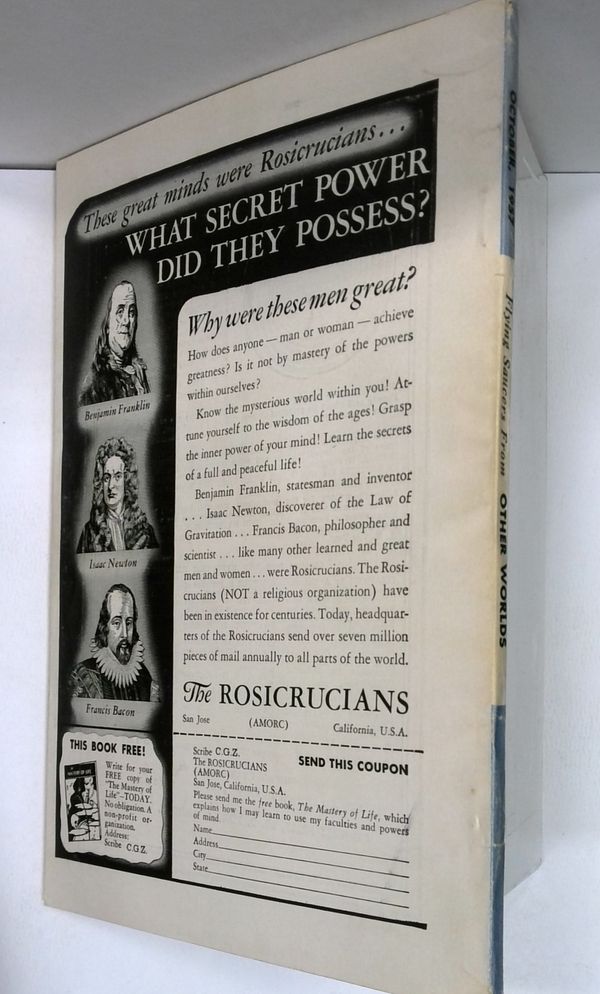 These great minds were Rosicrucians...
WHAT SECRET POWER
DID THEY POSSESS?
Benjamin Franklin
Isaac Newton
Francis Bacon
Why were these men great?
How does anyone — man or woman — achieve
greatness? Is it not by mastery of the powers
within ourselves?
Know the mysterious world within you! At-
tune yourself to the wisdom of the ages! Grasp
the inner power of your mind! Learn the secrets
of a full and peaceful life!
Benjamin Franklin, statesman and inventor
. . . Isaac Newton, discoverer of the Law of
Gravitation . . . Francis Bacon, philosopher and
scientist . . . like many other learned and great
men and women . . . were Rosicrucians. The Rosi-
crucians (NOT a religious organization) have
been in existence for centuries. Today, headquar-
ters of the Rosicrucians send over seven million
pieces of mail annually to all parts of the world.
The ROSICRUCIANS
San Jose (AMORC) California, U.S.A.
THIS BOOK FREE!
Write for your
FREE copy of
"The Mastery of
Life"—TODAY.
No obligation. A
non-profit or-
ganization.
Address:
Scribe C.G.Z.
Scribe C.G.Z.
The ROSICRUCIANS
(AMORC)
San Jose, California, U.S.A.
SEND THIS COUPON
Please send me the free book, The Mastery of Life, which
explains how I may learn to use my faculties and powers
of mind.
Name
Address
City
State
OCTOBER, 1957
Flying Saucers From OTHER WORLDS